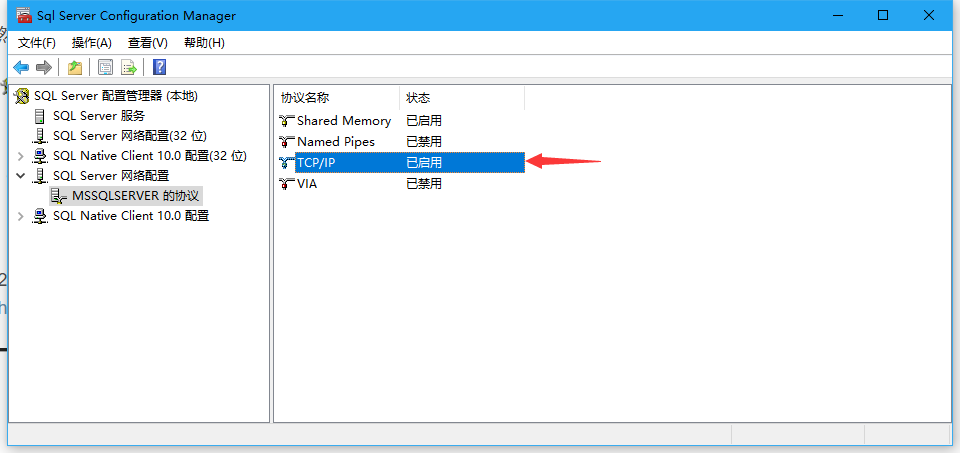 Sql Server Configuration Manager
文件(F) 操作(A) 查看(V) 帮助(H)
SQL Server 配置管理器 (本地)
SQL Server 服务
SQL Server 网络配置(32 位)
SQL Native Client 10.0 配置(32 位)
SQL Server 网络配置
MSSQLSERVER 的协议
SQL Native Client 10.0 配置
协议名称 状态
Shared Memory 已启用
Named Pipes 已禁用
TCP/IP 已启用
VIA 已禁用